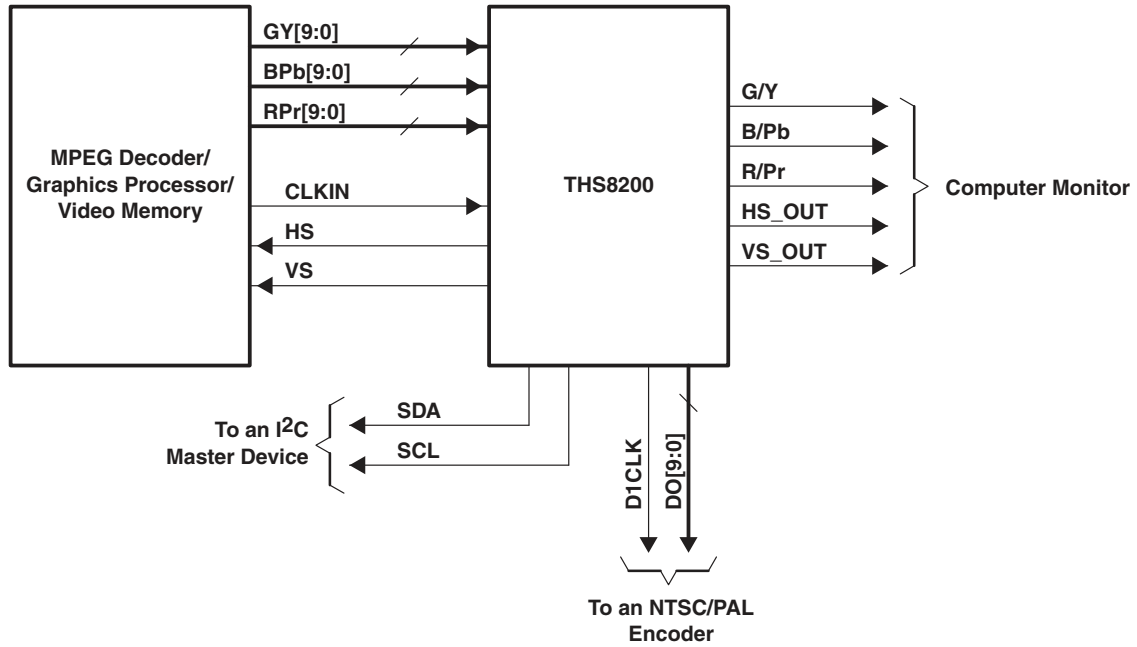 GY[9:0]
BPb[9:0]
RPr[9:0]
MPEG Decoder/
Graphics Processor/
Video Memory
CLKIN
HS
VS
THS8200
G/Y
B/Pb
R/Pr
HS_OUT
VS_OUT
Computer Monitor
To an I2C
Master Device
SDA
SCL
D1CLK
DO[9:0]
To an NTSC/PAL
Encoder